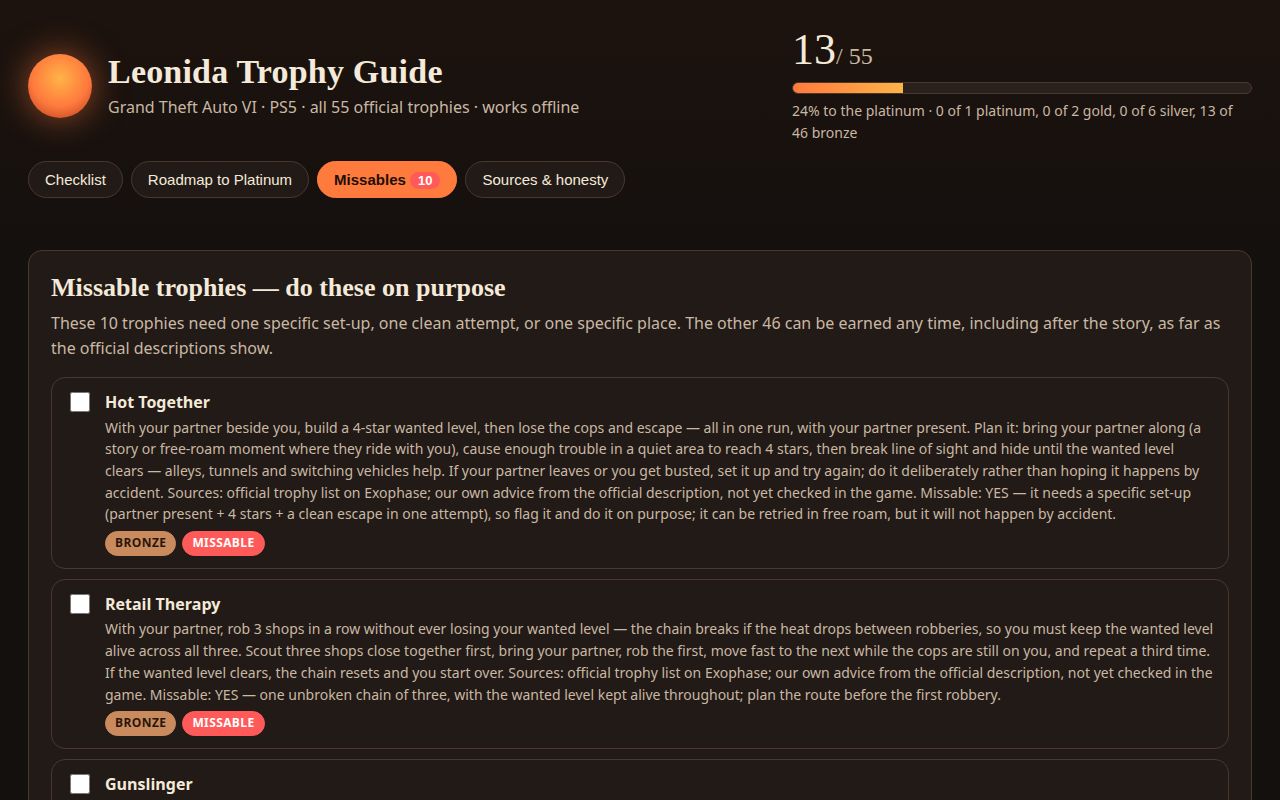 Leonida Trophy Guide
Grand Theft Auto VI · PS5 · all 55 official trophies · works offline
13 / 55
24% to the platinum · 0 of 1 platinum, 0 of 2 gold, 0 of 6 silver, 13 of
46 bronze
Checklist
Roadmap to Platinum
Missables 10
Sources & honesty
Missable trophies — do these on purpose
These 10 trophies need one specific set-up, one clean attempt, or one specific place. The other 46 can be earned any time, including after the story, as far as
the official descriptions show.
Hot Together
With your partner beside you, build a 4-star wanted level, then lose the cops and escape — all in one run, with your partner present. Plan it: bring your partner along (a
story or free-roam moment where they ride with you), cause enough trouble in a quiet area to reach 4 stars, then break line of sight and hide until the wanted level
clears — alleys, tunnels and switching vehicles help. If your partner leaves or you get busted, set it up and try again; do it deliberately rather than hoping it happens by
accident. Sources: official trophy list on Exophase; our own advice from the official description, not yet checked in the game. Missable: YES — it needs a specific set-up
(partner present + 4 stars + a clean escape in one attempt), so flag it and do it on purpose; it can be retried in free roam, but it will not happen by accident.
BRONZE MISSABLE
Retail Therapy
With your partner, rob 3 shops in a row without ever losing your wanted level — the chain breaks if the heat drops between robberies, so you must keep the wanted level
alive across all three. Scout three shops close together first, bring your partner, rob the first, move fast to the next while the cops are still on you, and repeat a third time.
If the wanted level clears, the chain resets and you start over. Sources: official trophy list on Exophase; our own advice from the official description, not yet checked in the
game. Missable: YES — one unbroken chain of three, with the wanted level kept alive throughout; plan the route before the first robbery.
BRONZE MISSABLE
Gunslinger